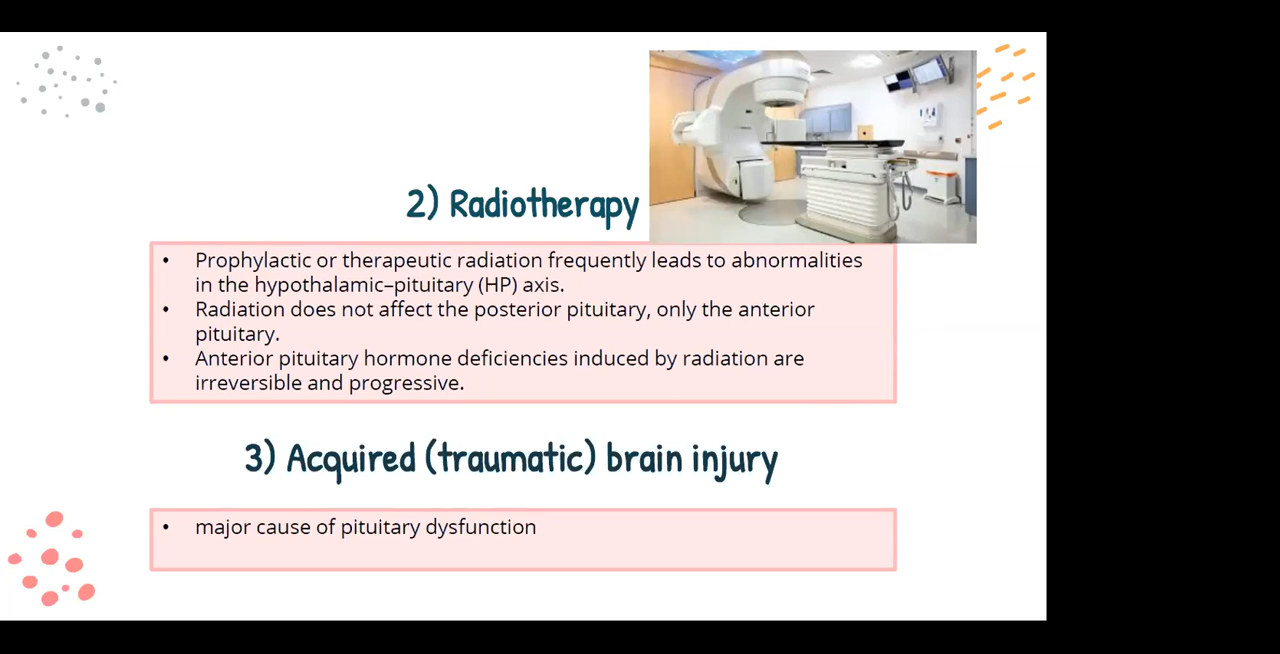 2) Radiotherapy
• Prophylactic or therapeutic radiation frequently leads to abnormalities
in the hypothalamic–pituitary (HP) axis.
• Radiation does not affect the posterior pituitary, only the anterior
pituitary.
• Anterior pituitary hormone deficiencies induced by radiation are
irreversible and progressive.
3) Acquired (traumatic) brain injury
• major cause of pituitary dysfunction